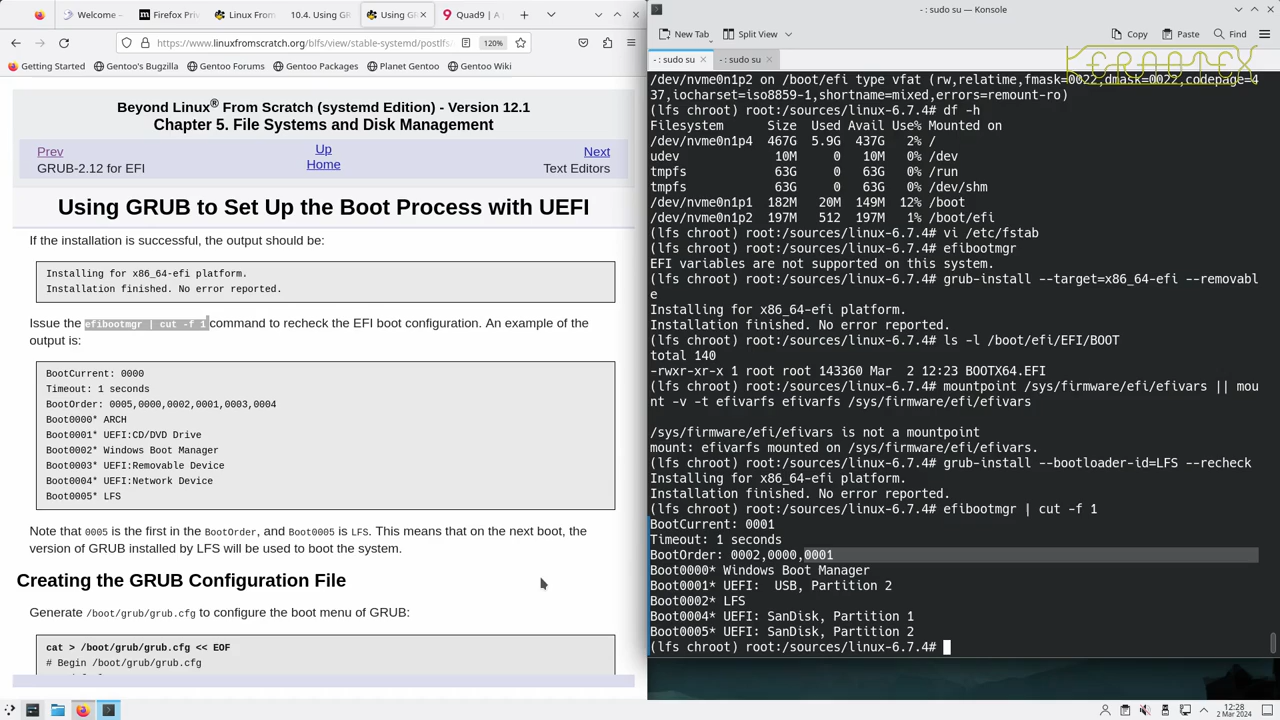 Welcome –
Firefox Pri
Linux From
10.4. Using GR
Using GR
Quad9 | A
https://www.linuxfromscratch.org/blfs/view/stable-systemd/postlfs/
120%
Getting Started
Gentoo's Bugzilla
Gentoo Forums
Gentoo Packages
Planet Gentoo
Gentoo Wiki
Beyond Linux® From Scratch (systemd Edition) - Version 12.1
Chapter 5. File Systems and Disk Management
Prev
Up
Next
GRUB-2.12 for EFI
Home
Text Editors
Using GRUB to Set Up the Boot Process with UEFI
If the installation is successful, the output should be:
Installing for x86_64-efi platform.
Installation finished. No error reported.
Issue the efibootmgr | cut -f 1 command to recheck the EFI boot configuration. An example of the
output is:
BootCurrent: 0000
Timeout: 1 seconds
BootOrder: 0005,0000,0002,0001,0003,0004
Boot0000* ARCH
Boot0001* UEFI:CD/DVD Drive
Boot0002* Windows Boot Manager
Boot0003* UEFI:Removable Device
Boot0004* UEFI:Network Device
Boot0005* LFS
Note that 0005 is the first in the BootOrder, and Boot0005 is LFS. This means that on the next boot, the
version of GRUB installed by LFS will be used to boot the system.
Creating the GRUB Configuration File
Generate /boot/grub/grub.cfg to configure the boot menu of GRUB:
cat > /boot/grub/grub.cfg << EOF
# Begin /boot/grub/grub.cfg
- : sudo su — Konsole
New Tab
Split View
Copy
Paste
Find
- : sudo su
- : sudo su
KERNOTEX
/dev/nvme0n1p2 on /boot/efi type vfat (rw,relatime,fmask=0022,dmask=0022,codepage=4
37,iocharset=iso8859-1,shortname=mixed,errors=remount-ro)
(lfs chroot) root:/sources/linux-6.7.4# df -h
Filesystem      Size  Used Avail Use% Mounted on
/dev/nvme0n1p4  467G  5.9G  437G   2% /
udev             10M     0   10M   0% /dev
tmpfs            63G     0   63G   0% /run
tmpfs            63G     0   63G   0% /dev/shm
/dev/nvme0n1p1  182M   20M  149M  12% /boot
/dev/nvme0n1p2  197M   512  197M   1% /boot/efi
(lfs chroot) root:/sources/linux-6.7.4# vi /etc/fstab
(lfs chroot) root:/sources/linux-6.7.4# efibootmgr
EFI variables are not supported on this system.
(lfs chroot) root:/sources/linux-6.7.4# grub-install --target=x86_64-efi --removabl
e
Installing for x86_64-efi platform.
Installation finished. No error reported.
(lfs chroot) root:/sources/linux-6.7.4# ls -l /boot/efi/EFI/BOOT
total 140
-rwxr-xr-x 1 root root 143360 Mar  2 12:23 BOOTX64.EFI
(lfs chroot) root:/sources/linux-6.7.4# mountpoint /sys/firmware/efi/efivars || mou
nt -v -t efivarfs efivarfs /sys/firmware/efi/efivars
/sys/firmware/efi/efivars is not a mountpoint
mount: efivarfs mounted on /sys/firmware/efi/efivars.
(lfs chroot) root:/sources/linux-6.7.4# grub-install --bootloader-id=LFS --recheck
Installing for x86_64-efi platform.
Installation finished. No error reported.
(lfs chroot) root:/sources/linux-6.7.4# efibootmgr | cut -f 1
BootCurrent: 0001
Timeout: 1 seconds
BootOrder: 0002,0000,0001
Boot0000* Windows Boot Manager
Boot0001* UEFI:  USB, Partition 2
Boot0002* LFS
Boot0004* UEFI: SanDisk, Partition 1
Boot0005* UEFI: SanDisk, Partition 2
(lfs chroot) root:/sources/linux-6.7.4#
12:28
2 Mar 2024